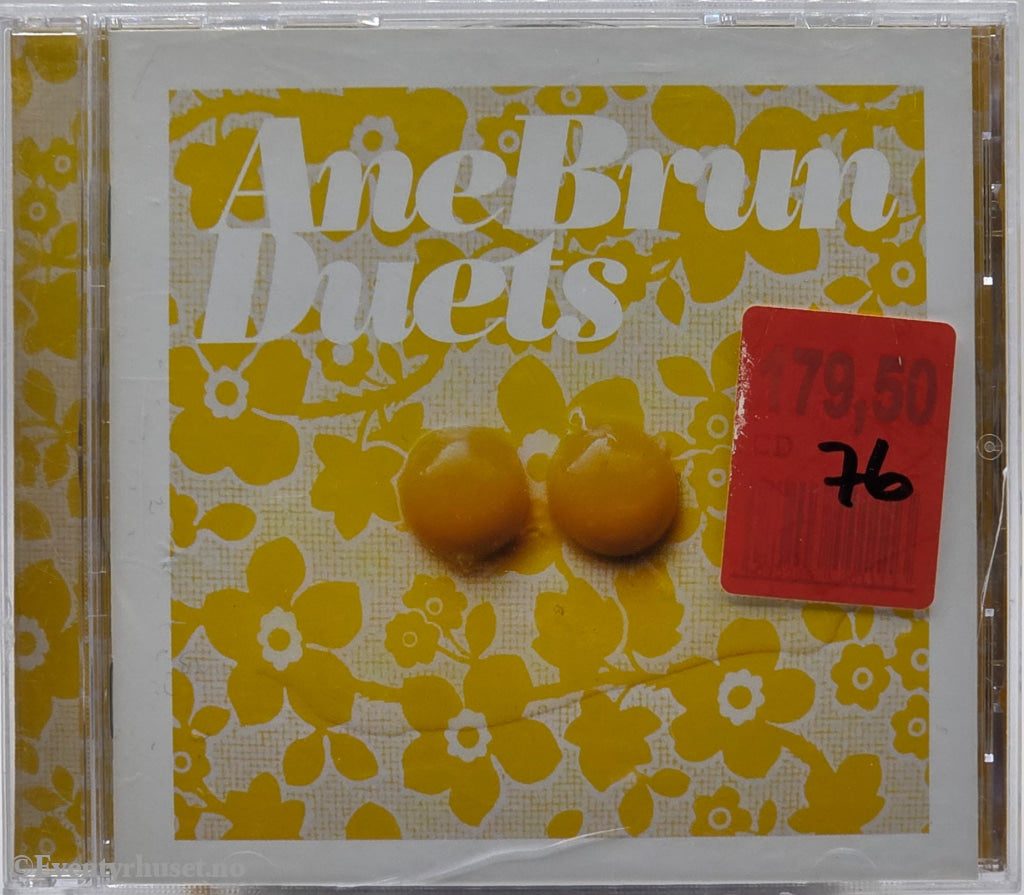 AneBrun
Duets
179,50
CD
76
©Eventyrhuset.no